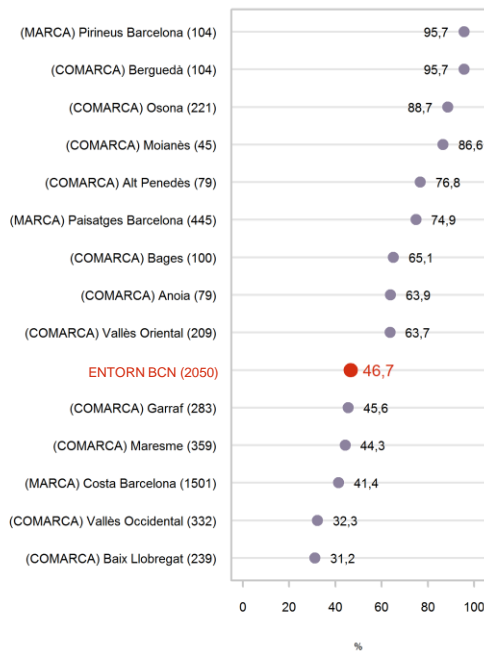 (MARCA) Pirineus Barcelona (104) 95,7
(COMARCA) Berguedà (104) 95,7
(COMARCA) Osona (221) 88,7
(COMARCA) Moianès (45) 86,6
(COMARCA) Alt Penedès (79) 76,8
(MARCA) Paisatges Barcelona (445) 74,9
(COMARCA) Bages (100) 65,1
(COMARCA) Anoia (79) 63,9
(COMARCA) Vallès Oriental (209) 63,7
ENTORN BCN (2050) 46,7
(COMARCA) Garraf (283) 45,6
(COMARCA) Maresme (359) 44,3
(MARCA) Costa Barcelona (1501) 41,4
(COMARCA) Vallès Occidental (332) 32,3
(COMARCA) Baix Llobregat (239) 31,2
0 20 40 60 80 100
%